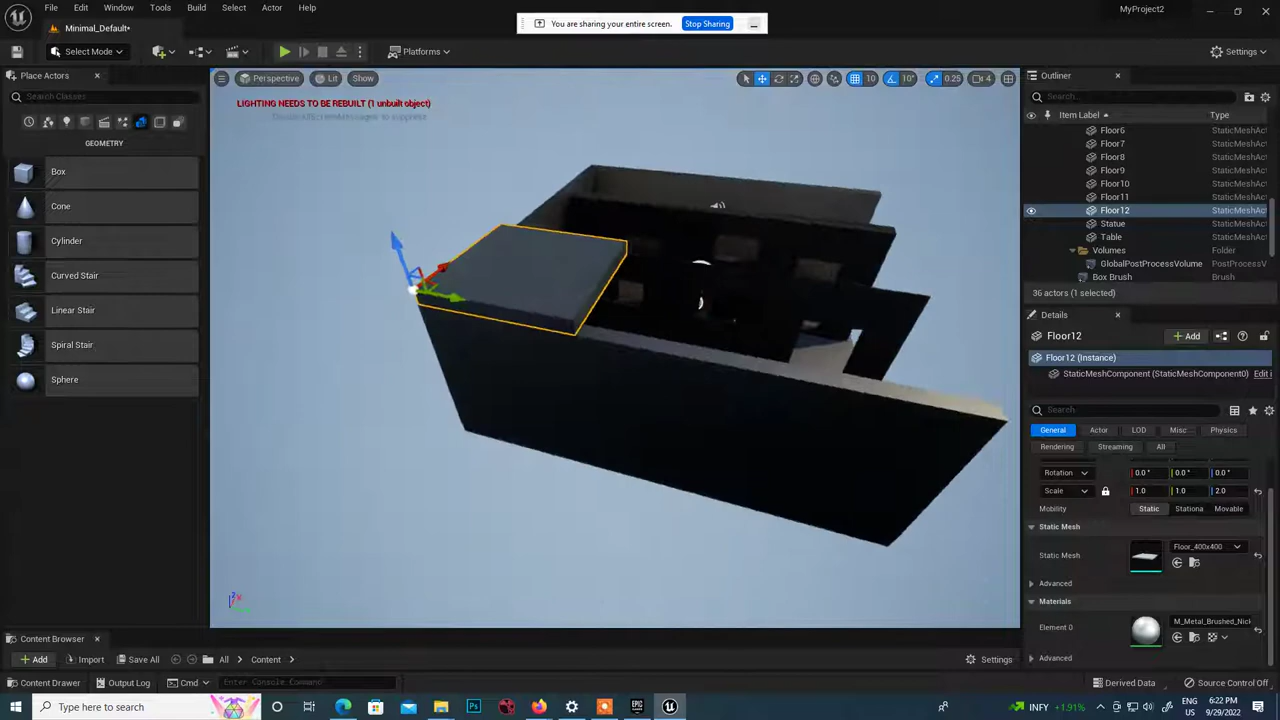 File Edit Window Tools Build Select Actor Help
You are sharing your entire screen. Stop Sharing
MyProject2
Minimal_Default
Select Mode
Platforms
Settings
Place Actors
Search Classes
GEOMETRY
Box
Cone
Cylinder
Curved Stair
Linear Stair
Spiral Stair
Sphere
Perspective Lit Show
10 10° 0.25 4
LIGHTING NEEDS TO BE REBUILT (1 unbuilt object)
Outliner
Search...
Item Label Type
Floor6 StaticMeshAct
Floor7 StaticMeshAct
Floor8 StaticMeshAct
Floor9 StaticMeshAct
Floor10 StaticMeshAct
Floor11 StaticMeshAct
Floor12 StaticMeshAct
Statue StaticMeshAct
Table StaticMeshAct
Volumes Folder
GlobalPostProcessVolume PostProcessV
Box Brush Brush
36 actors (1 selected)
Details
Floor12 Add
Floor12 (Instance)
StaticMeshComponent (StaticMeshComponent0) Edit i
Search
General Actor LOD Misc Physics
Rendering Streaming All
Rotation 0.0 ° 0.0 ° 0.0 °
Scale 1.0 1.0 2.0
Mobility Static Stationa Movable
Static Mesh
Static Mesh Floor_400x400
Advanced
Materials
Element 0 M_Metal_Brushed_Nick
Advanced
Content Browser
Add Import Save All All Content Settings
Content Drawer Output Log Cmd Enter Console Command Derived Data Source Control Off
Type here to search
INFY +1.91% ENG 6:22 PM 9/29/2022